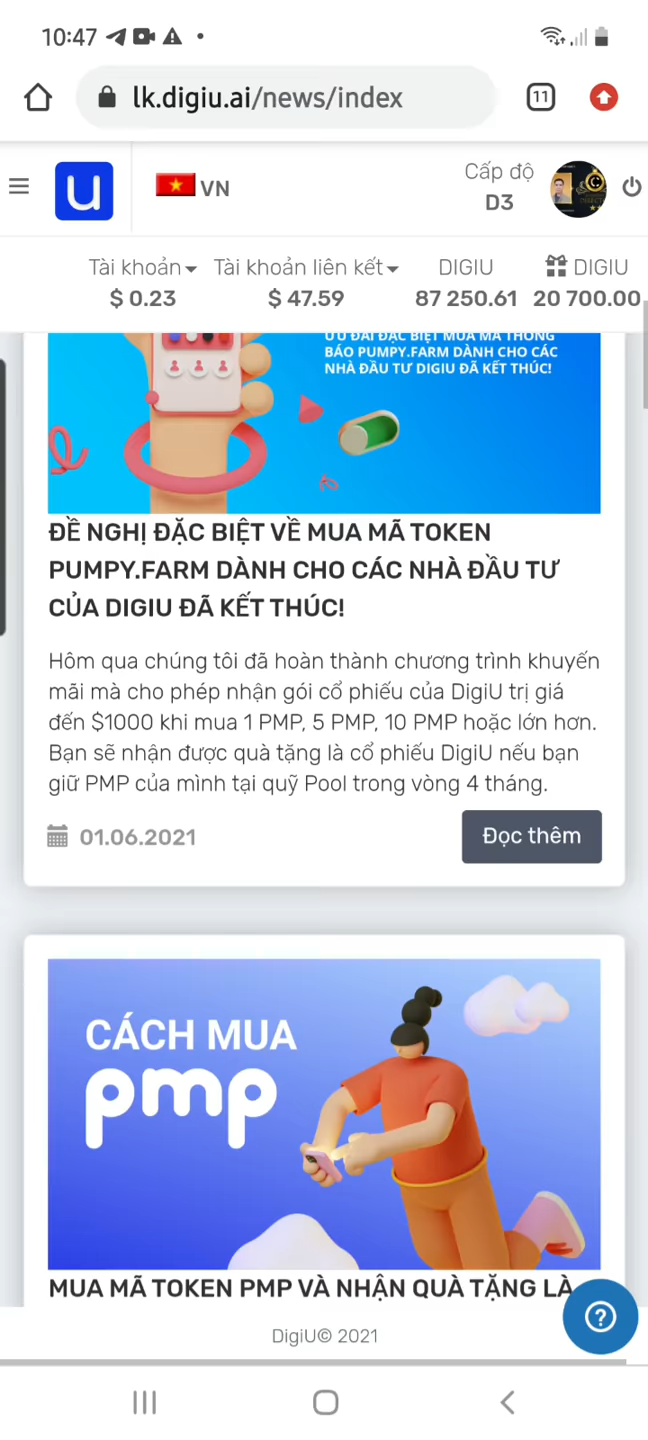 10:47
lk.digiu.ai/news/index
11
u
VN
Cấp độ
D3
Tài khoản
$ 0.23
Tài khoản liên kết
$ 47.59
DIGIU
87 250.61
DIGIU
20 700.00
ƯU ĐÃI ĐẶC BIỆT MUA MÃ THÔNG
BÁO PUMPY.FARM DÀNH CHO CÁC
NHÀ ĐẦU TƯ DIGIU ĐÃ KẾT THÚC!
ĐỀ NGHỊ ĐẶC BIỆT VỀ MUA MÃ TOKEN
PUMPY.FARM DÀNH CHO CÁC NHÀ ĐẦU TƯ
CỦA DIGIU ĐÃ KẾT THÚC!
Hôm qua chúng tôi đã hoàn thành chương trình khuyến
mãi mà cho phép nhận gói cổ phiếu của DigiU trị giá
đến $1000 khi mua 1 PMP, 5 PMP, 10 PMP hoặc lớn hơn.
Bạn sẽ nhận được quà tặng là cổ phiếu DigiU nếu bạn
giữ PMP của mình tại quỹ Pool trong vòng 4 tháng.
01.06.2021
Đọc thêm
CÁCH MUA
pmp
MUA MÃ TOKEN PMP VÀ NHẬN QUÀ TẶNG LÀ
?
DigiU© 2021